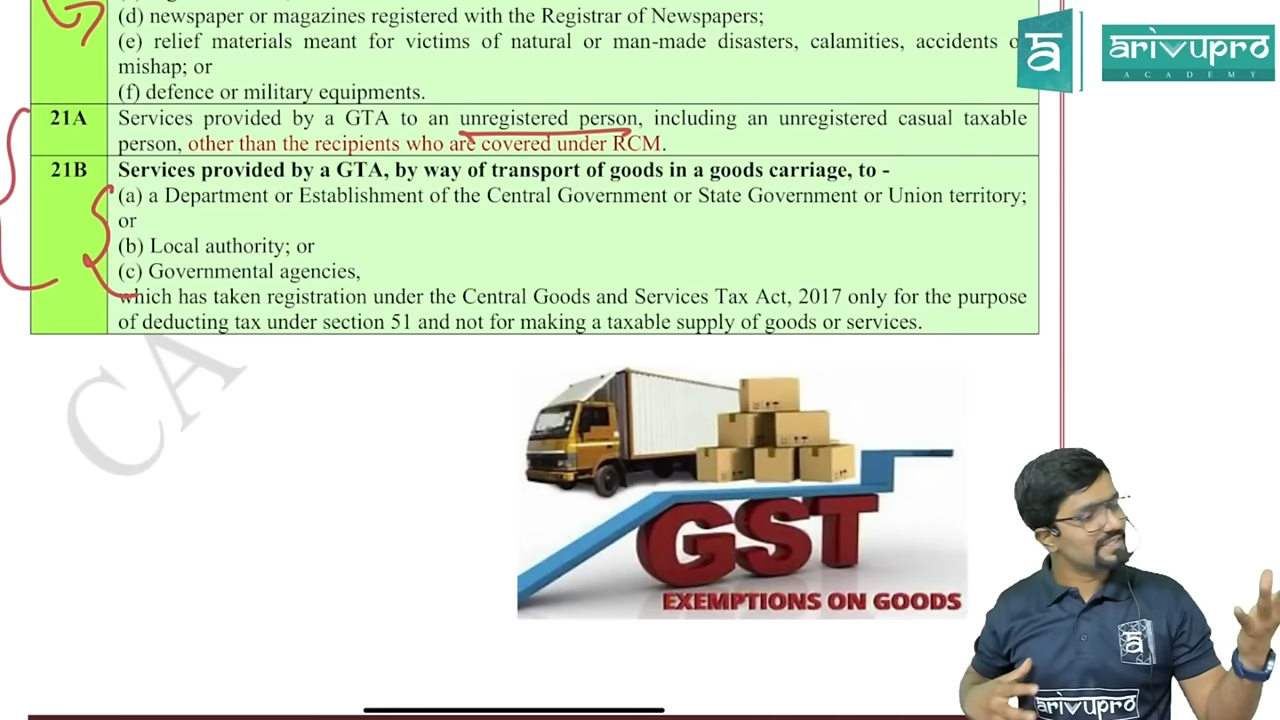 (d) newspaper or magazines registered with the Registrar of Newspapers;
(e) relief materials meant for victims of natural or man-made disasters, calamities, accidents
mishap; or
(f) defence or military equipments.
21A
Services provided by a GTA to an unregistered person, including an unregistered casual taxable
person, other than the recipients who are covered under RCM.
21B
Services provided by a GTA, by way of transport of goods in a goods carriage, to -
(a) a Department or Establishment of the Central Government or State Government or Union territory;
or
(b) Local authority; or
(c) Governmental agencies,
which has taken registration under the Central Goods and Services Tax Act, 2017 only for the purpose
of deducting tax under section 51 and not for making a taxable supply of goods or services.
CA
GST
EXEMPTIONS ON GOODS
arivupro
ACADEMY
arivupro